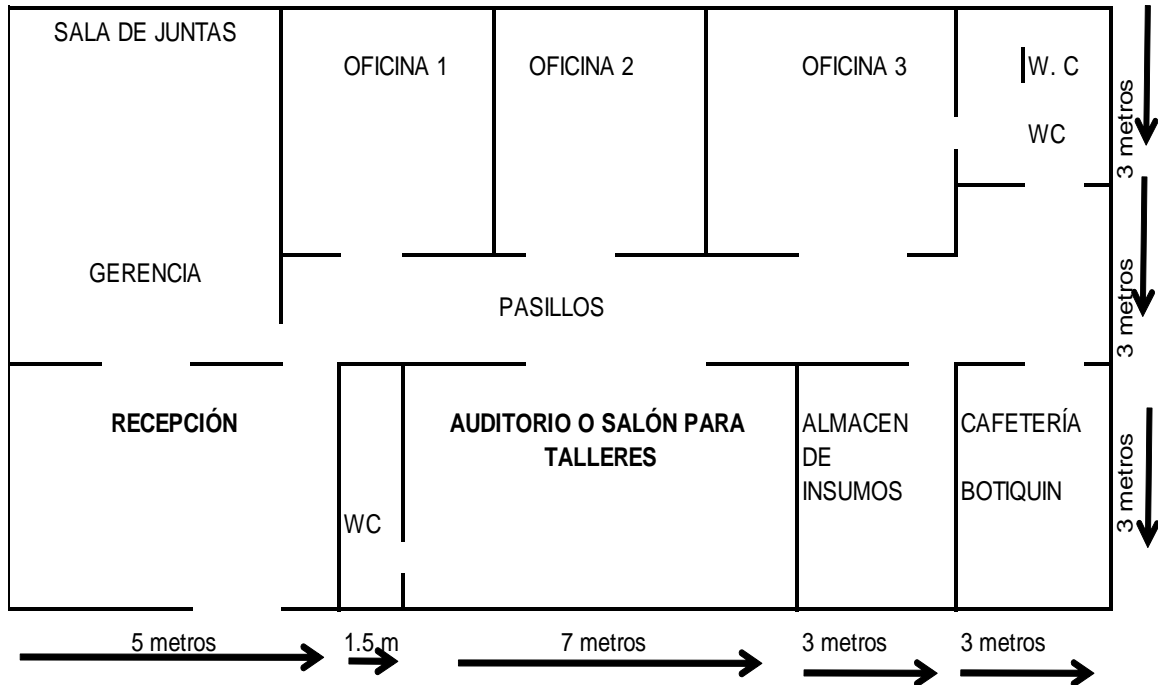 SALA DE JUNTAS
OFICINA 1
OFICINA 2
OFICINA 3
W. C
WC
3 metros
GERENCIA
PASILLOS
3 metros
RECEPCIÓN
WC
AUDITORIO O SALÓN PARA
TALLERES
ALMACEN
DE
INSUMOS
CAFETERÍA
BOTIQUIN
3 metros
5 metros
1.5 m
7 metros
3 metros
3 metros